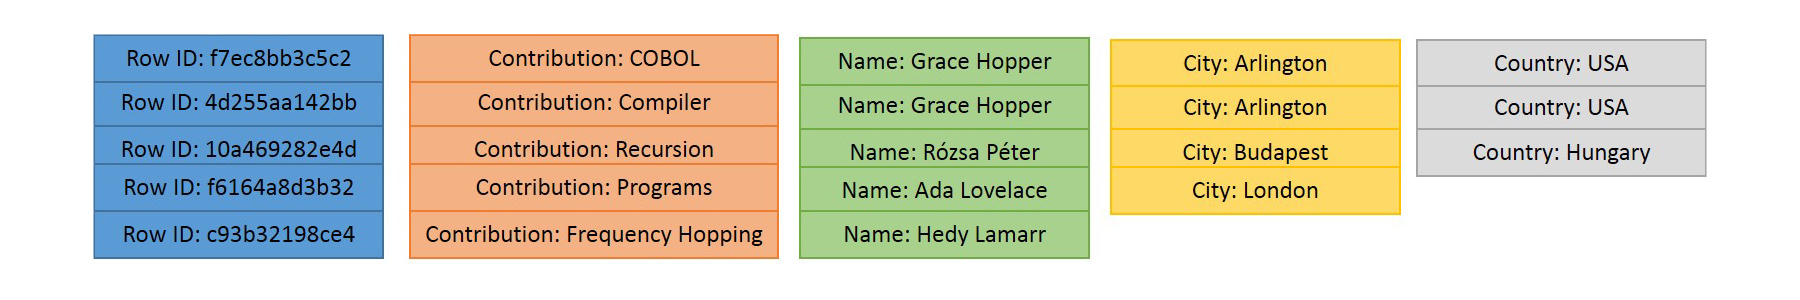 Row ID: f7ec8bb3c5c2
Contribution: COBOL
Name: Grace Hopper
City: Arlington
Country: USA
Row ID: 4d255aa142bb
Contribution: Compiler
Name: Grace Hopper
City: Arlington
Country: USA
Row ID: 10a469282e4d
Contribution: Recursion
Name: Rózsa Péter
City: Budapest
Country: Hungary
Row ID: f6164a8d3b32
Contribution: Programs
Name: Ada Lovelace
City: London
Row ID: c93b32198ce4
Contribution: Frequency Hopping
Name: Hedy Lamarr